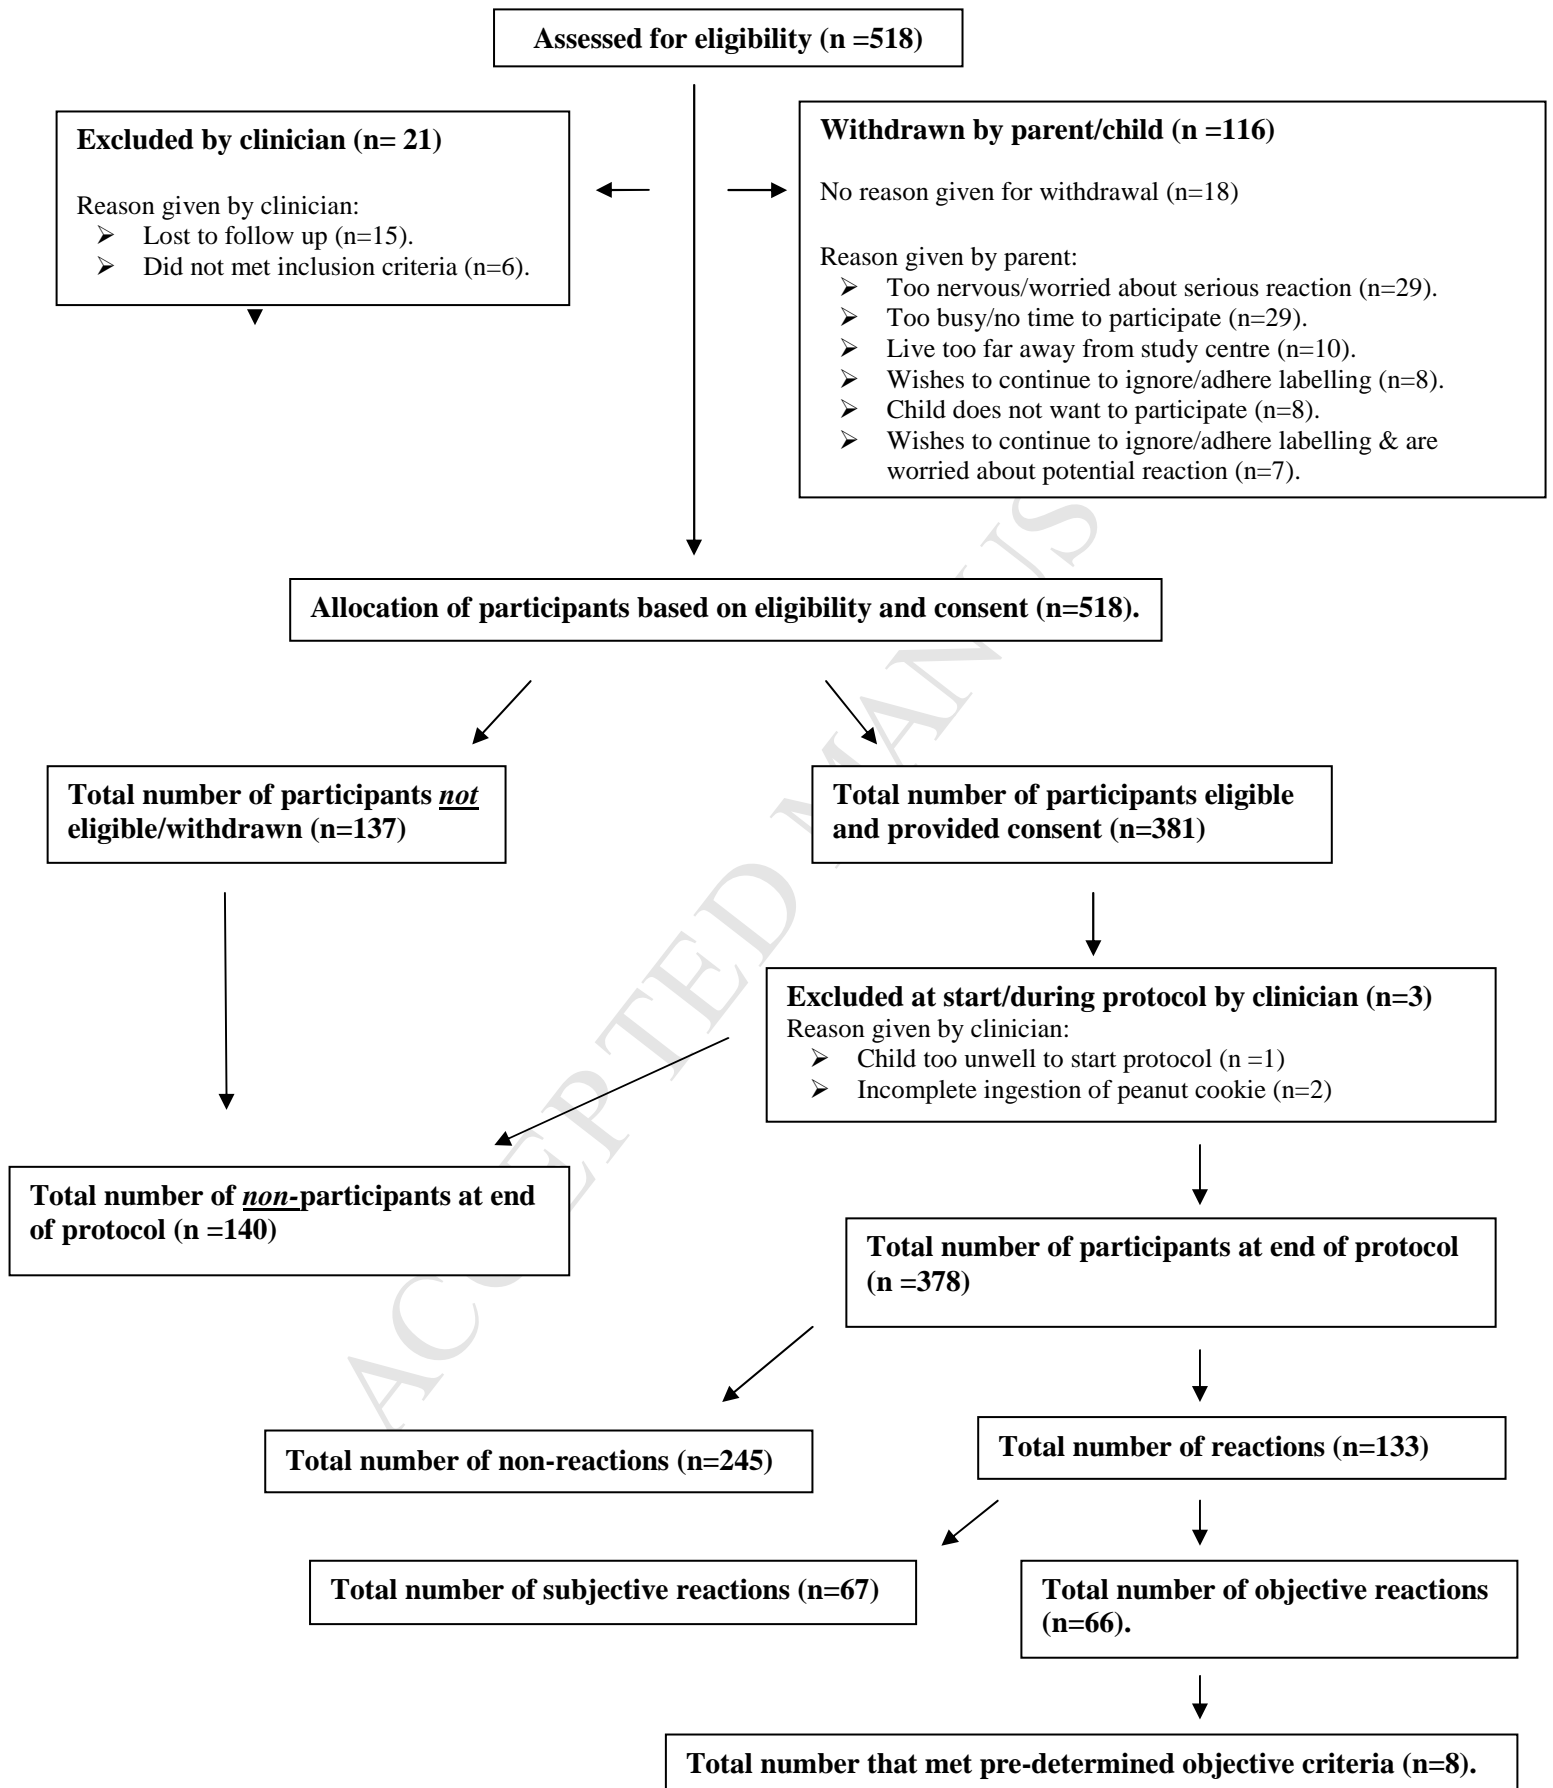 Assessed for eligibility (n =518)
Excluded by clinician (n= 21)
Reason given by clinician:
➢ Lost to follow up (n=15).
➢ Did not met inclusion criteria (n=6).
Withdrawn by parent/child (n =116)
No reason given for withdrawal (n=18)
Reason given by parent:
➢ Too nervous/worried about serious reaction (n=29).
➢ Too busy/no time to participate (n=29).
➢ Live too far away from study centre (n=10).
➢ Wishes to continue to ignore/adhere labelling (n=8).
➢ Child does not want to participate (n=8).
➢ Wishes to continue to ignore/adhere labelling & are
worried about potential reaction (n=7).
Allocation of participants based on eligibility and consent (n=518).
Total number of participants not
eligible/withdrawn (n=137)
Total number of participants eligible
and provided consent (n=381)
Excluded at start/during protocol by clinician (n=3)
Reason given by clinician:
➢ Child too unwell to start protocol (n =1)
➢ Incomplete ingestion of peanut cookie (n=2)
Total number of non-participants at end
of protocol (n =140)
Total number of participants at end of protocol
(n =378)
Total number of non-reactions (n=245)
Total number of reactions (n=133)
Total number of subjective reactions (n=67)
Total number of objective reactions
(n=66).
Total number that met pre-determined objective criteria (n=8).
ACCEPTED MANUS